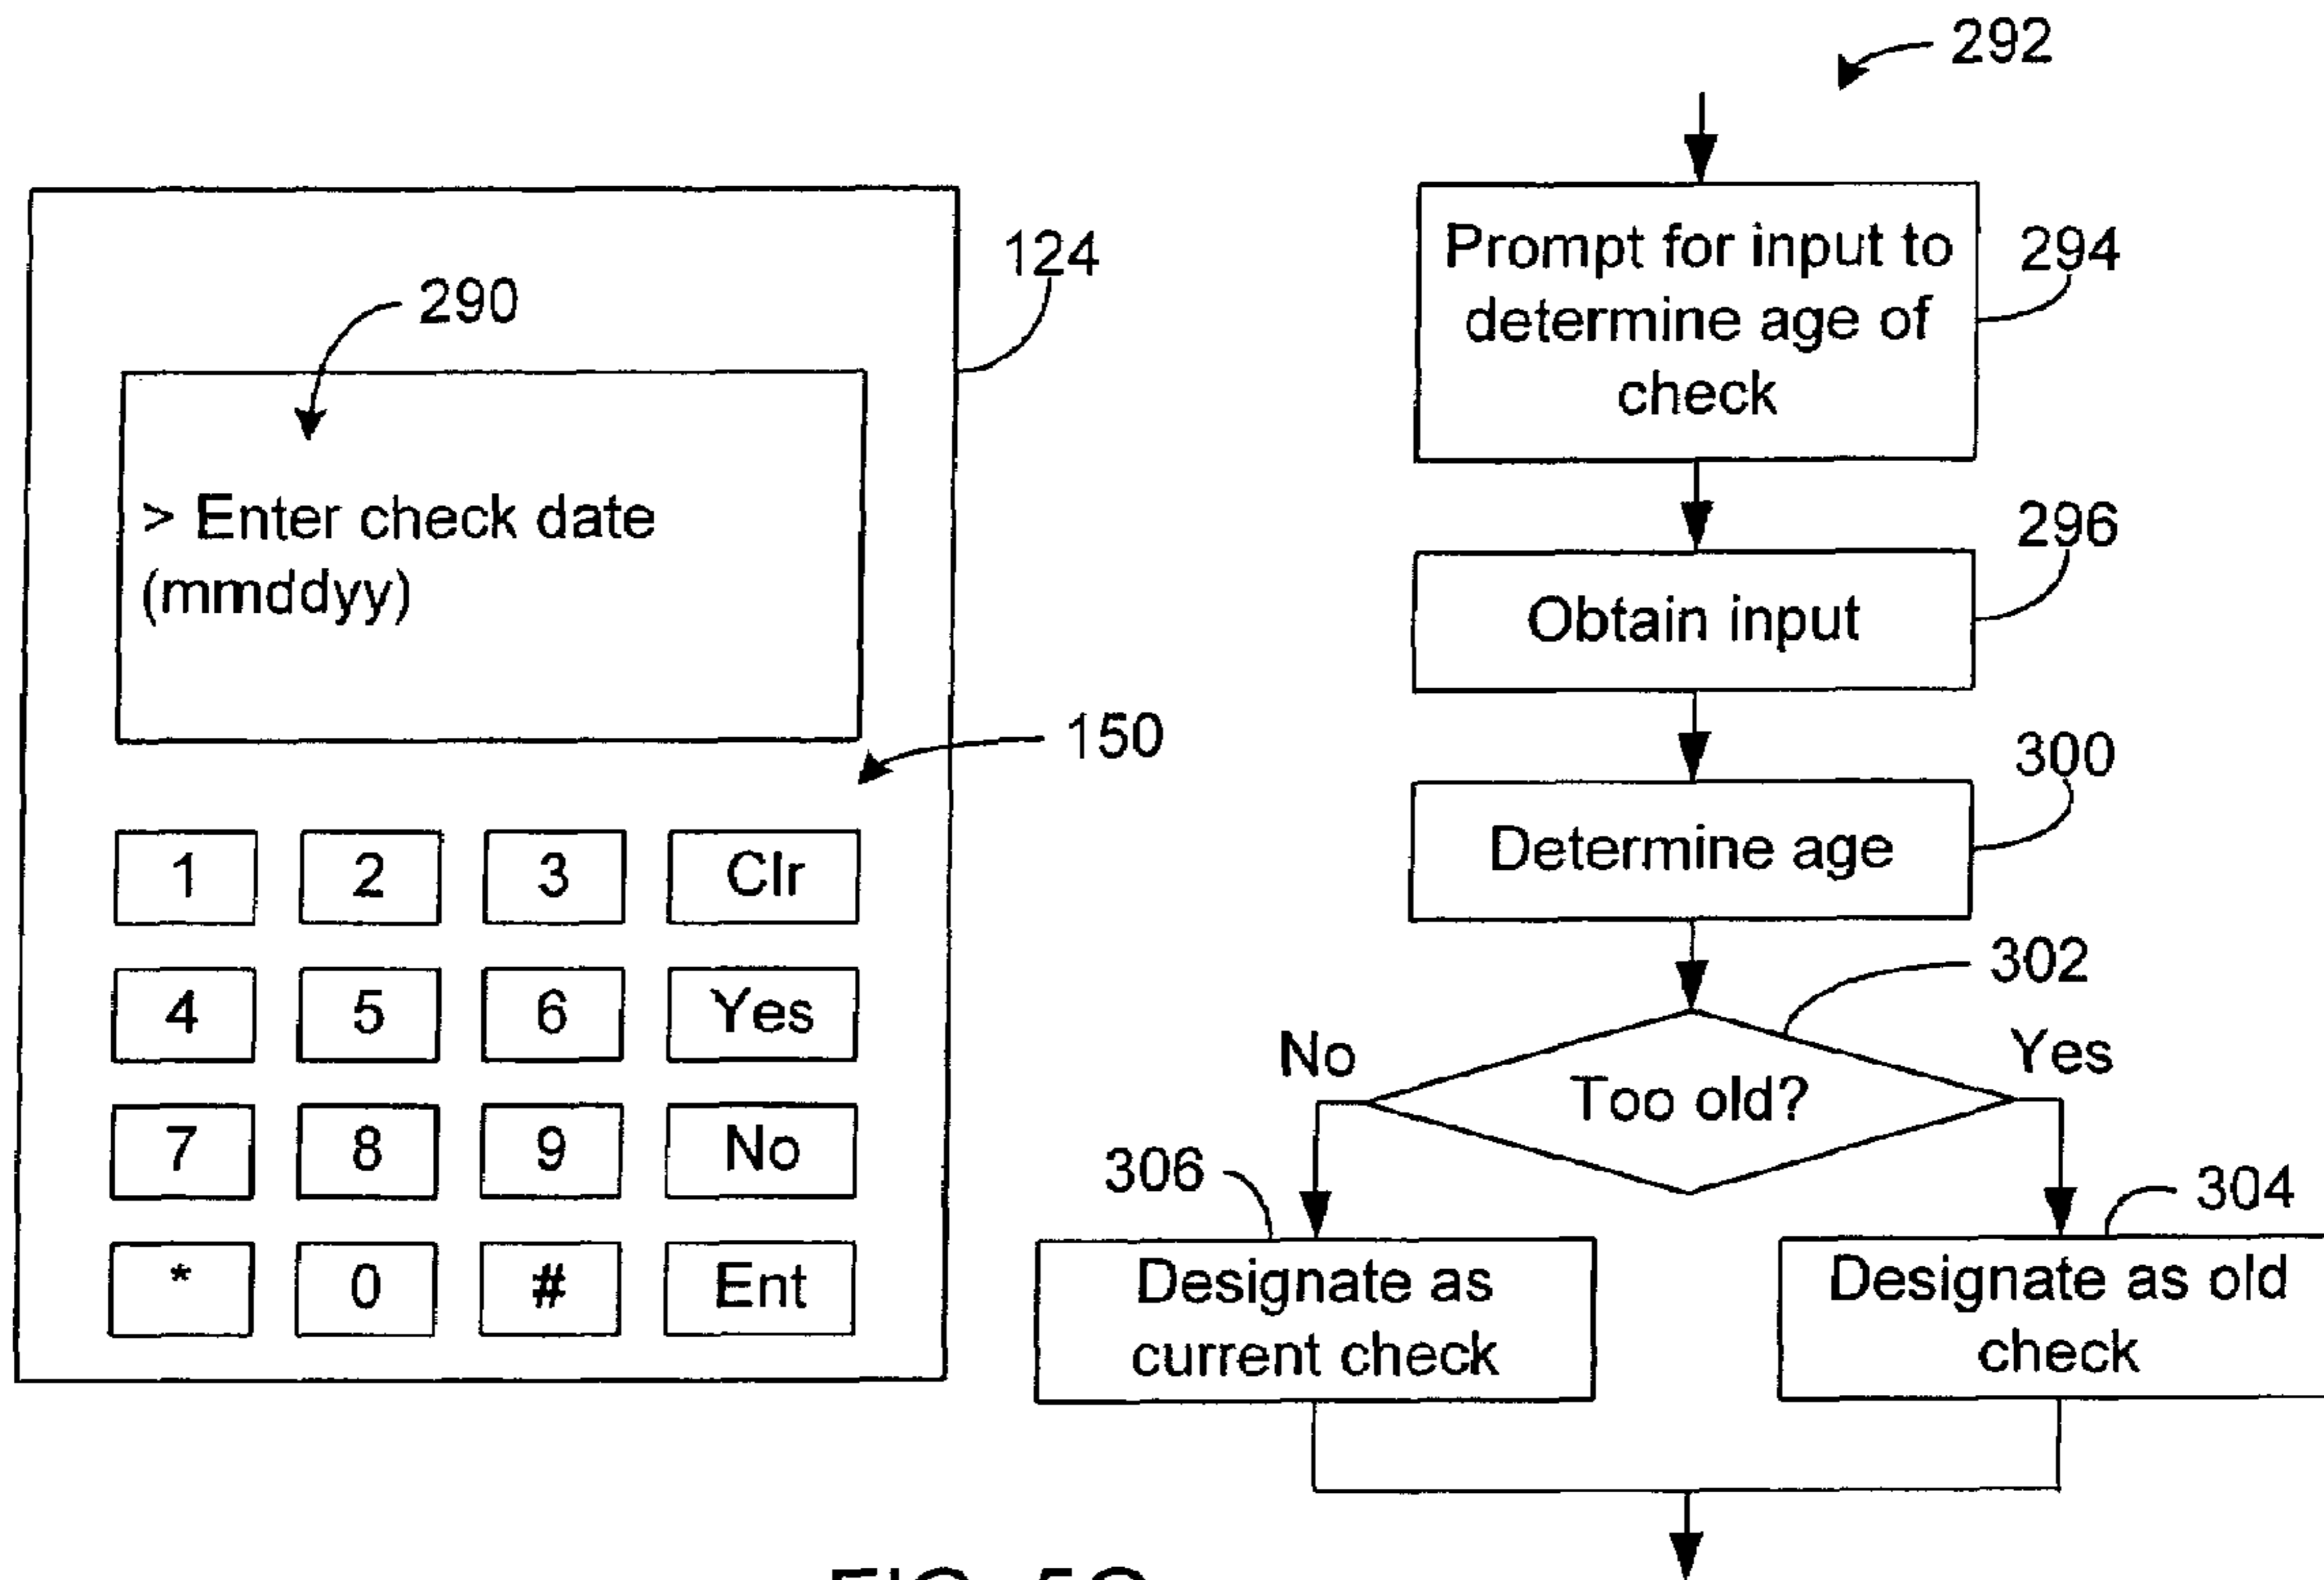 292
124
290
> Enter check date
(mmddyy)
150
1 2 3 Clr
4 5 6 Yes
7 8 9 No
* 0 # Ent
Prompt for input to
determine age of
check
294
Obtain input
296
Determine age
300
Too old?
302
No
Yes
306
Designate as
current check
304
Designate as old
check